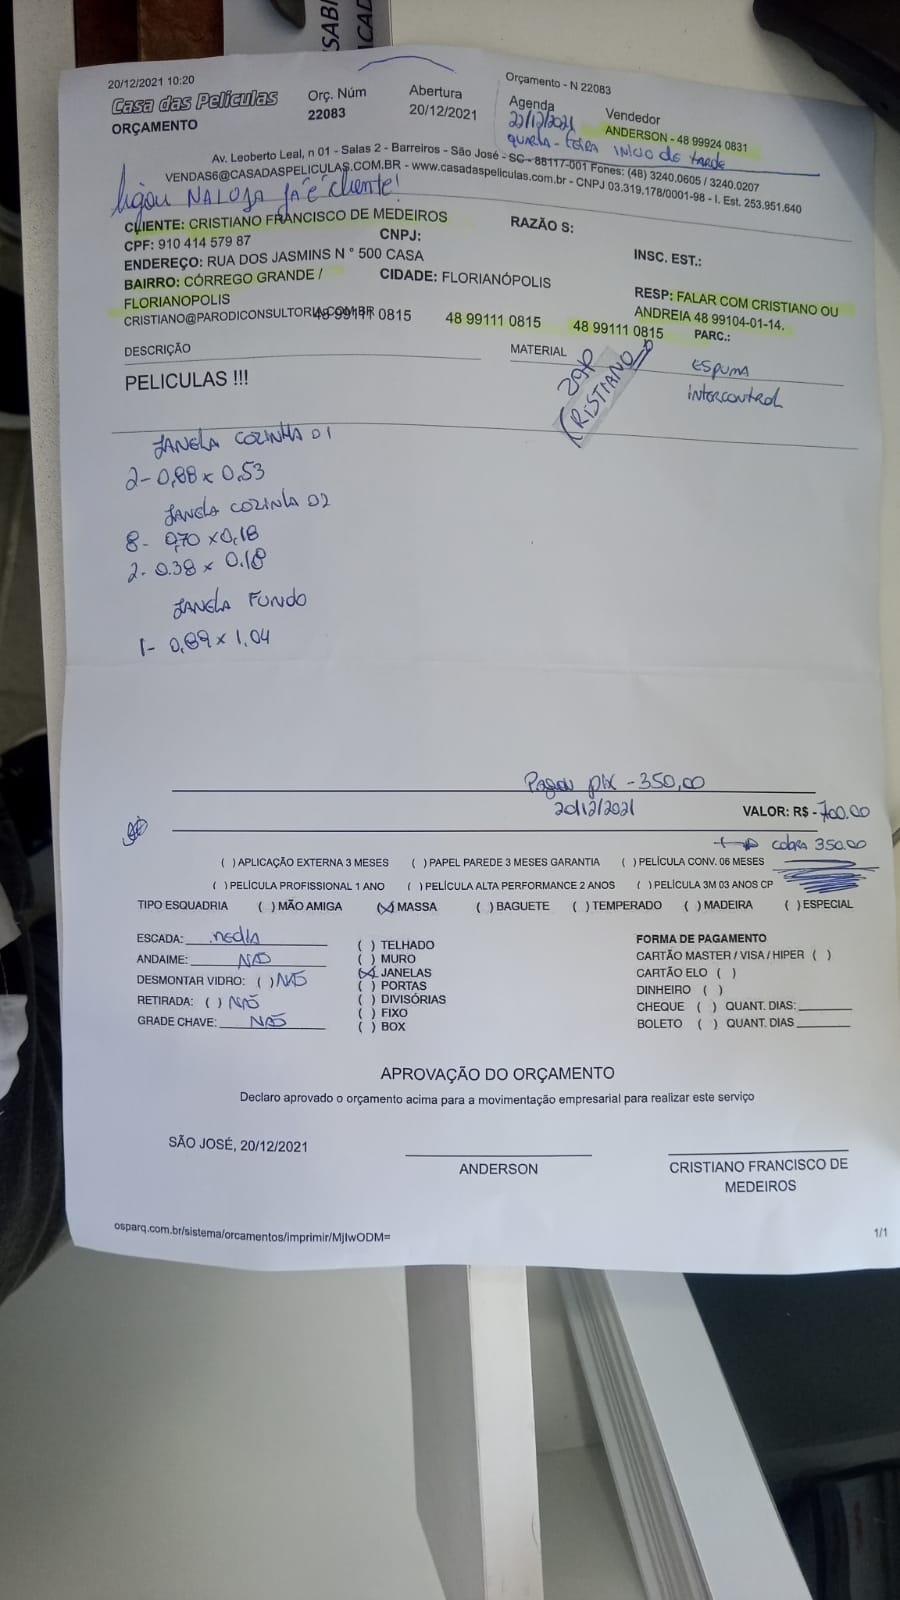 SABI
CAD
20/12/2021 10:20
Orçamento - N 22083
Casa das Películas
ORÇAMENTO
Orç. Núm
22083
Abertura
20/12/2021
Agenda
22/12/2021
QUARTA - FEIRA INÍCIO DE TARDE
Vendedor
ANDERSON - 48 99924 0831
Av. Leoberto Leal, n 01 - Salas 2 - Barreiros - São José - SC - 88117-001 Fones: (48) 3240.0605 / 3240.0207
VENDAS6@CASADASPELICULAS.COM.BR - www.casadaspeliculas.com.br - CNPJ 03.319.178/0001-98 - I. Est. 253.951.640
ligou NA LOJA JÁ É cliente!
CLIENTE: CRISTIANO FRANCISCO DE MEDEIROS
RAZÃO S:
CPF: 910 414 579 87
CNPJ:
INSC. EST.:
ENDEREÇO: RUA DOS JASMINS N ° 500 CASA
BAIRRO: CÓRREGO GRANDE /
FLORIANOPOLIS
CIDADE: FLORIANÓPOLIS
RESP: FALAR COM CRISTIANO OU
ANDREIA 48 99104-01-14.
CRISTIANO@PARODICONSULTORIA.COM.BR
48 99111 0815
48 99111 0815
48 99111 0815
PARC.:
DESCRIÇÃO
MATERIAL
PELICULAS !!!
ZAP
CRISTIANO
ESPUMA
INTERCONTROL
JANELA COZINHA 01
2- 0,88 x 0,53
JANELA COZINHA 02
8- 0,70 x 0,18
2- 0.38 x 0.18
JANELA FUNDO
1- 0,89 x 1,04
Pagou PIX - 350,00
20/12/2021
VALOR: R$ - 700.00
cobra 350.00
( ) APLICAÇÃO EXTERNA 3 MESES ( ) PAPEL PAREDE 3 MESES GARANTIA ( ) PELÍCULA CONV. 06 MESES
( ) PELÍCULA PROFISSIONAL 1 ANO ( ) PELÍCULA ALTA PERFORMANCE 2 ANOS ( ) PELÍCULA 3M 03 ANOS CP
TIPO ESQUADRIA ( ) MÃO AMIGA (X) MASSA ( ) BAGUETE ( ) TEMPERADO ( ) MADEIRA ( ) ESPECIAL
ESCADA: MEDIA
ANDAIME: NÃO
DESMONTAR VIDRO: ( ) NÃO
RETIRADA: ( ) NÃO
GRADE CHAVE: NÃO
( ) TELHADO
( ) MURO
(X) JANELAS
( ) PORTAS
( ) DIVISÓRIAS
( ) FIXO
( ) BOX
FORMA DE PAGAMENTO
CARTÃO MASTER / VISA / HIPER ( )
CARTÃO ELO ( )
DINHEIRO ( )
CHEQUE ( ) QUANT. DIAS:
BOLETO ( ) QUANT. DIAS
APROVAÇÃO DO ORÇAMENTO
Declaro aprovado o orçamento acima para a movimentação empresarial para realizar este serviço
SÃO JOSÉ, 20/12/2021
ANDERSON
CRISTIANO FRANCISCO DE
MEDEIROS
osparq.com.br/sistema/orcamentos/imprimir/MjIwODM=
1/1